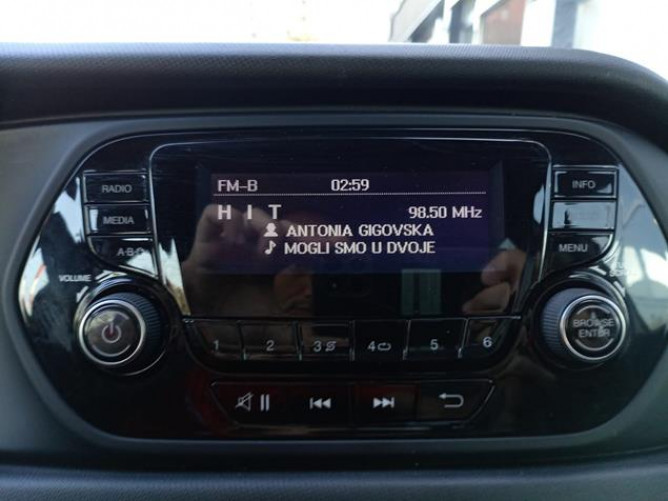 FM-B 02:59
H I T 98.50 MHz
ANTONIA GIGOVSKA
MOGLI SMO U DVOJE
RADIO
MEDIA
A-B-C
VOLUME
INFO
MENU
BROWSE
ENTER
1 2 3 4 5 6